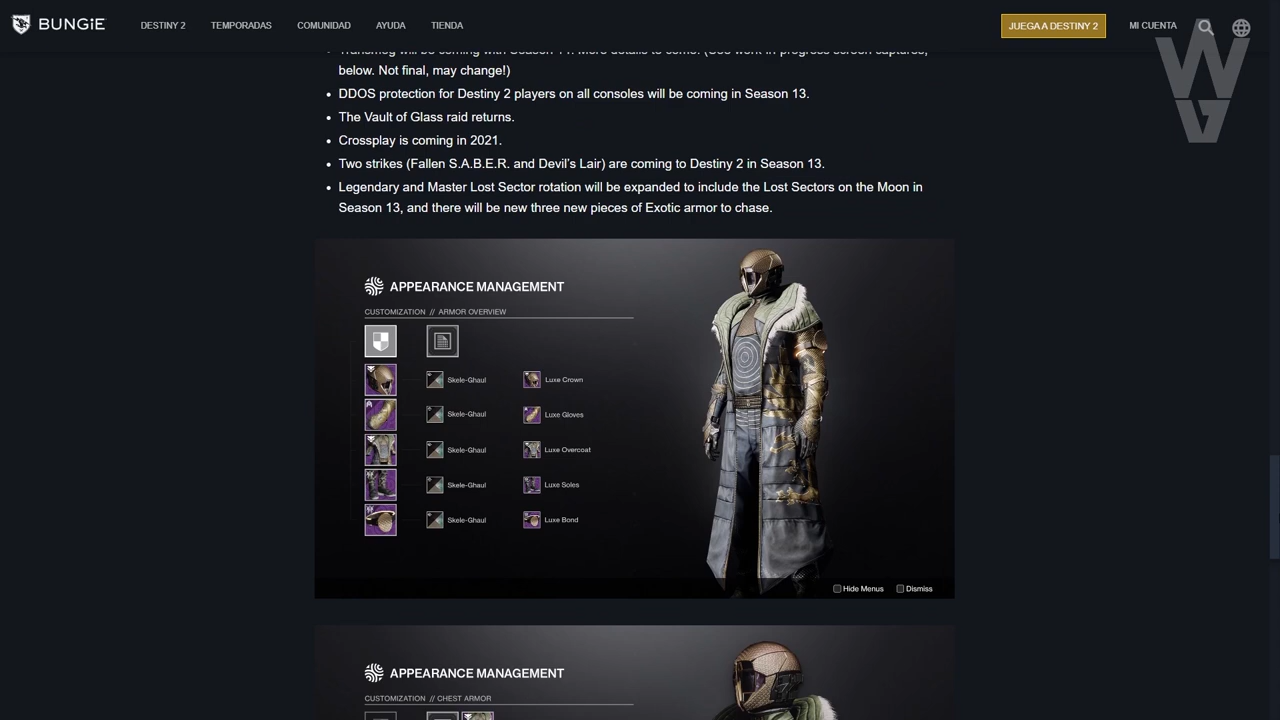 BUNGiE
DESTINY 2
TEMPORADAS
COMUNIDAD
AYUDA
TIENDA
JUEGA A DESTINY 2
MI CUENTA
below. Not final, may change!)
DDOS protection for Destiny 2 players on all consoles will be coming in Season 13.
The Vault of Glass raid returns.
Crossplay is coming in 2021.
Two strikes (Fallen S.A.B.E.R. and Devil's Lair) are coming to Destiny 2 in Season 13.
Legendary and Master Lost Sector rotation will be expanded to include the Lost Sectors on the Moon in
Season 13, and there will be new three new pieces of Exotic armor to chase.
APPEARANCE MANAGEMENT
CUSTOMIZATION // ARMOR OVERVIEW
Skele-Ghaul Luxe Crown
Skele-Ghaul Luxe Gloves
Skele-Ghaul Luxe Overcoat
Skele-Ghaul Luxe Soles
Skele-Ghaul Luxe Bond
Hide Menus Dismiss
APPEARANCE MANAGEMENT
CUSTOMIZATION // CHEST ARMOR